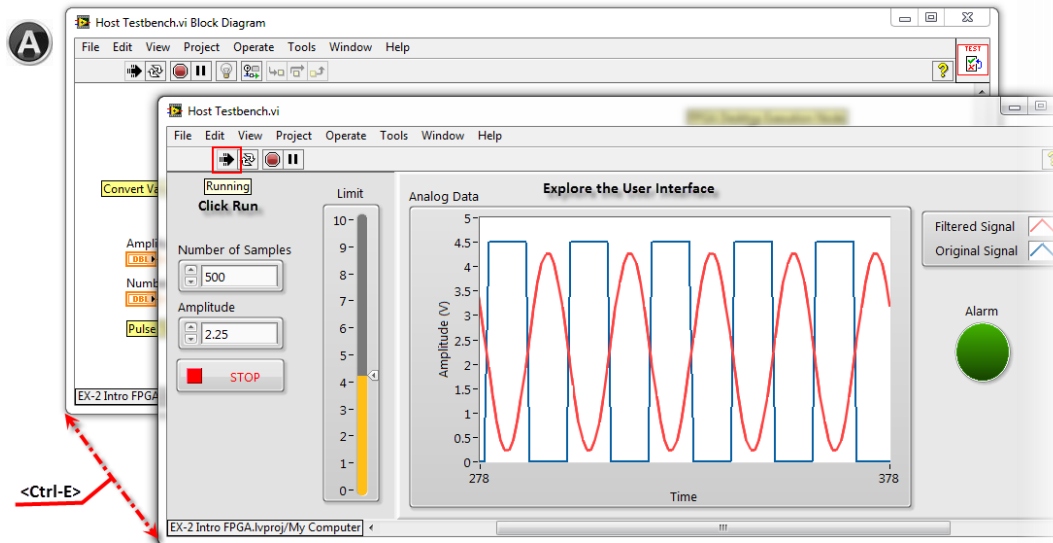 A
Host Testbench.vi Block Diagram
File Edit View Project Operate Tools Window Help
TEST
?
Host Testbench.vi
File Edit View Project Operate Tools Window Help
?
Running
Click Run
Convert Va
Ampli
DBL
Numb
DBL
Pulse
EX-2 Intro FPGA
Number of Samples
500
Amplitude
2.25
STOP
Limit
10
9
8
7
6
5
4
3
2
1
0
Analog Data
Explore the User Interface
Amplitude (V)
5
4.5
4
3.5
3
2.5
2
1.5
1
0.5
0
278
378
Time
Filtered Signal
Original Signal
Alarm
EX-2 Intro FPGA.lvproj/My Computer
<Ctrl-E>